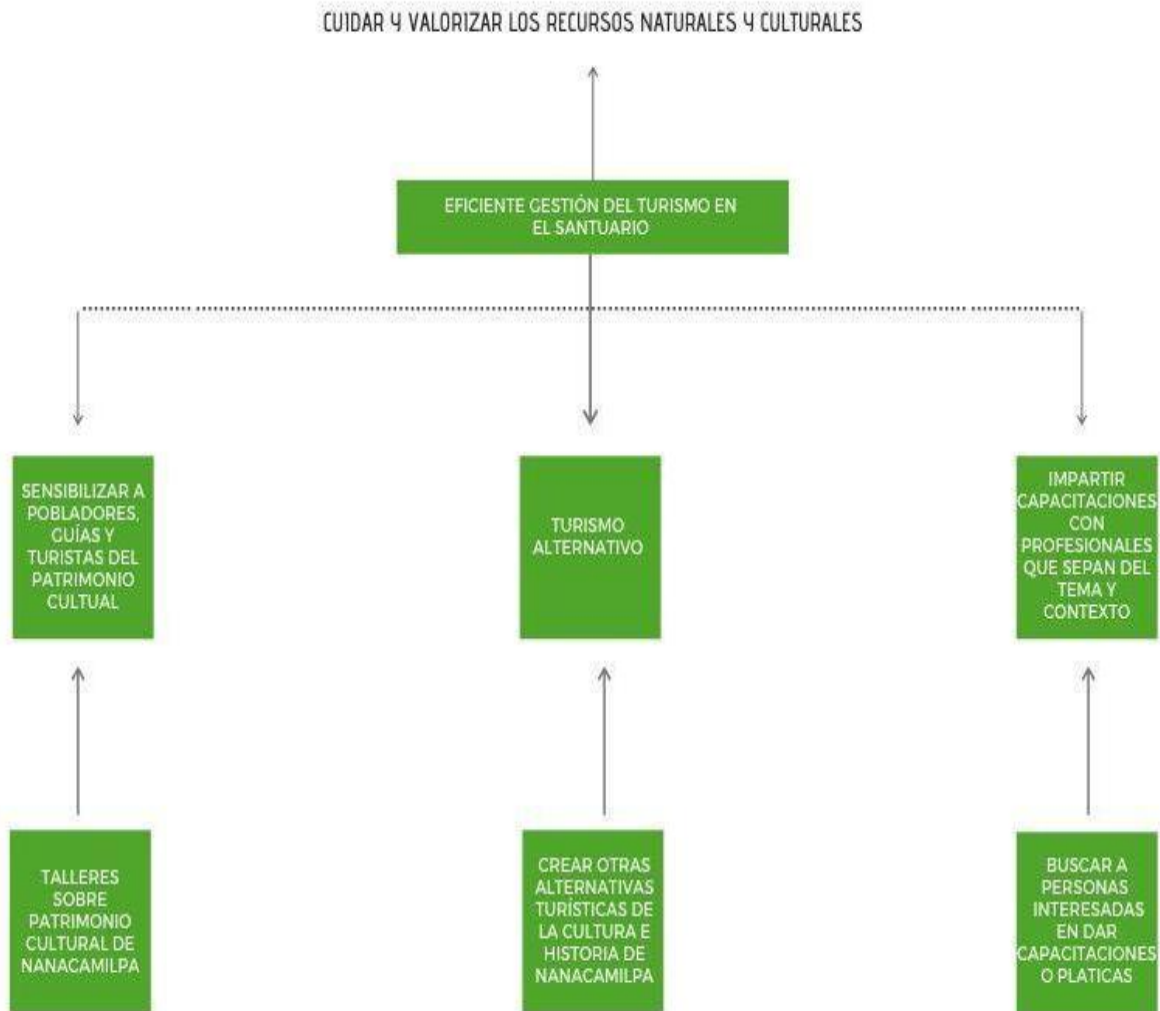 CUIDAR Y VALORIZAR LOS RECURSOS NATURALES Y CULTURALES
EFICIENTE GESTIÓN DEL TURISMO EN
EL SANTUARIO
SENSIBILIZAR A
POBLADORES,
GUÍAS Y
TURISTAS DEL
PATRIMONIO
CULTUAL
TURISMO
ALTERNATIVO
IMPARTIR
CAPACITACIONES
CON
PROFESIONALES
QUE SEPAN DEL
TEMA Y
CONTEXTO
TALLERES
SOBRE
PATRIMONIO
CULTURAL DE
NANACAMILPA
CREAR OTRAS
ALTERNATIVAS
TURÍSTICAS DE
LA CULTURA E
HISTORIA DE
NANACAMILPA
BUSCAR A
PERSONAS
INTERESADAS
EN DAR
CAPACITACIONES
O PLATICAS